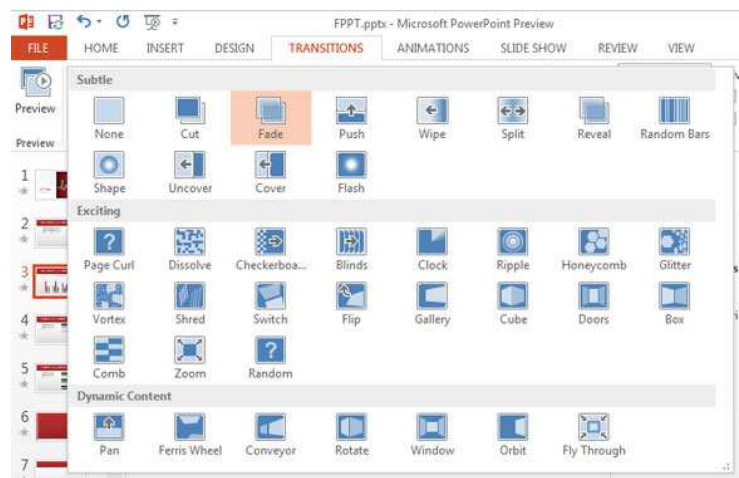 FPPT.pptx - Microsoft PowerPoint Preview
FILE HOME INSERT DESIGN TRANSITIONS ANIMATIONS SLIDE SHOW REVIEW VIEW
Preview
Preview
Subtle
None Cut Fade Push Wipe Split Reveal Random Bars
Shape Uncover Cover Flash
Exciting
Page Curl Dissolve Checkerboa... Blinds Clock Ripple Honeycomb Glitter
Vortex Shred Switch Flip Gallery Cube Doors Box
Comb Zoom Random
Dynamic Content
Pan Ferris Wheel Conveyor Rotate Window Orbit Fly Through
1
2
3
4
5
6
7